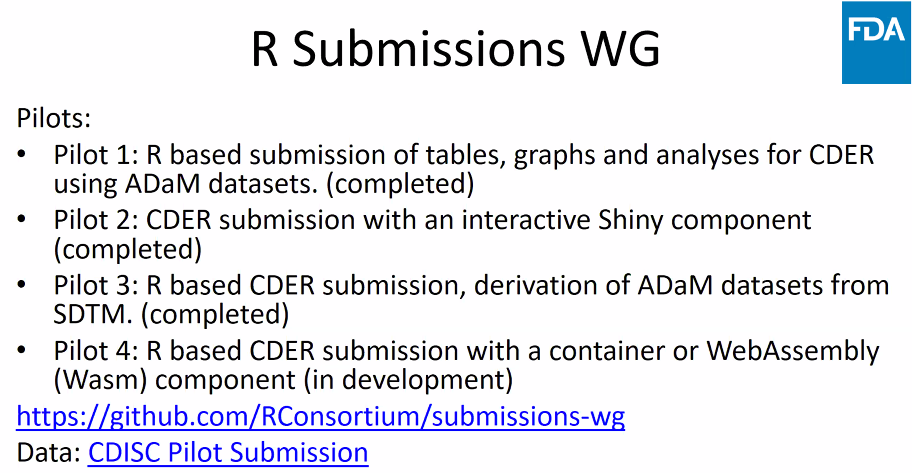 R Submissions WG
FDA
Pilots:
• Pilot 1: R based submission of tables, graphs and analyses for CDER
using ADaM datasets. (completed)
• Pilot 2: CDER submission with an interactive Shiny component
(completed)
• Pilot 3: R based CDER submission, derivation of ADaM datasets from
SDTM. (completed)
• Pilot 4: R based CDER submission with a container or WebAssembly
(Wasm) component (in development)
https://github.com/RConsortium/submissions-wg
Data: CDISC Pilot Submission